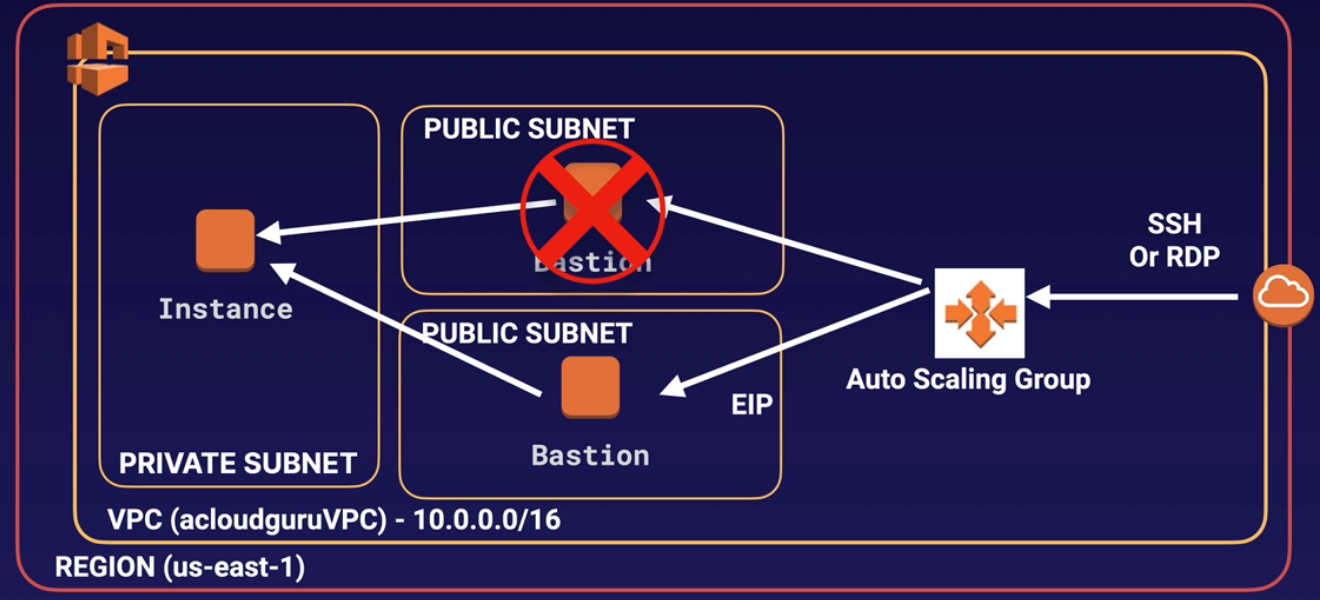 PUBLIC SUBNET
Bastion
SSH
Or RDP
Instance
PUBLIC SUBNET
Auto Scaling Group
EIP
Bastion
PRIVATE SUBNET
VPC (acloudguruVPC) - 10.0.0.0/16
REGION (us-east-1)